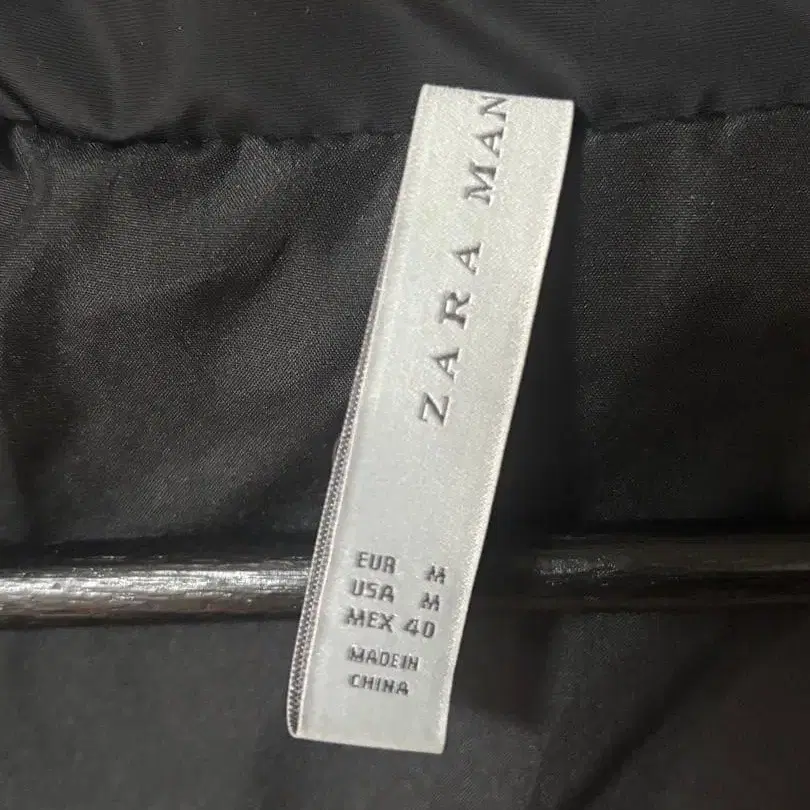 ZARA MAN
EUR M
USA M
MEX 40
MADE IN
CHINA